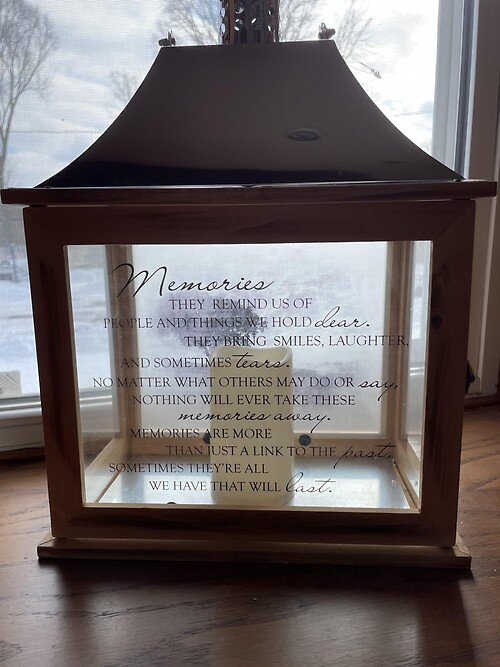 Memories
THEY REMIND US OF
PEOPLE AND THINGS WE HOLD dear.
THEY BRING SMILES, LAUGHTER,
AND SOMETIMES tears.
NO MATTER WHAT OTHERS MAY DO OR say,
NOTHING WILL EVER TAKE THESE
memories away.
MEMORIES ARE MORE
THAN JUST A LINK TO THE past,
SOMETIMES THEY'RE ALL
WE HAVE THAT WILL last.